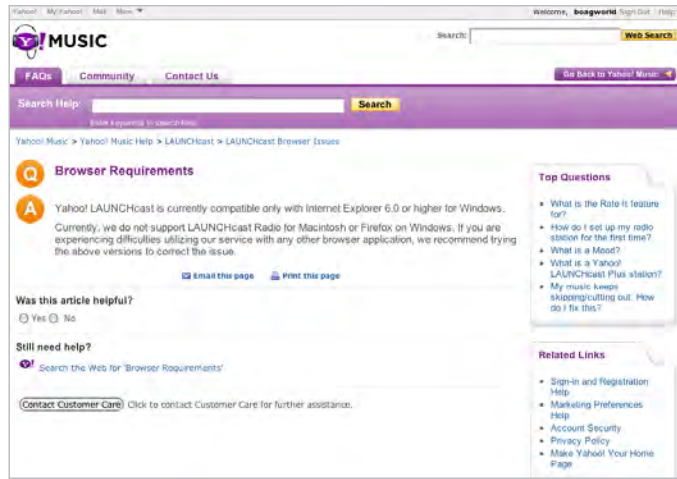 Yahoo! My Yahoo! Mail More
Welcome, boagworld Sign Out Help
Y! MUSIC
Search: Web Search
FAQs Community Contact Us
Go Back to Yahoo! Music
Search Help: Search
Enter keywords to search help
Yahoo! Music > Yahoo! Music Help > LAUNCHcast > LAUNCHcast Browser Issues
Q Browser Requirements
A Yahoo! LAUNCHcast is currently compatible only with Internet Explorer 6.0 or higher for Windows.
Currently, we do not support LAUNCHcast Radio for Macintosh or Firefox on Windows. If you are
experiencing difficulties utilizing our service with any other browser application, we recommend trying
the above versions to correct the issue.
Email this page Print this page
Was this article helpful?
Yes No
Still need help?
Y! Search the Web for 'Browser Requirements'
Contact Customer Care Click to contact Customer Care for further assistance.
Top Questions
What is the Rate It feature
for?
How do I set up my radio
station for the first time?
What is a Mood?
What is a Yahoo!
LAUNCHcast Plus station?
My music keeps
skipping/cutting out. How
do I fix this?
Related Links
Sign-in and Registration
Help
Marketing Preferences
Help
Account Security
Privacy Policy
Make Yahoo! Your Home
Page